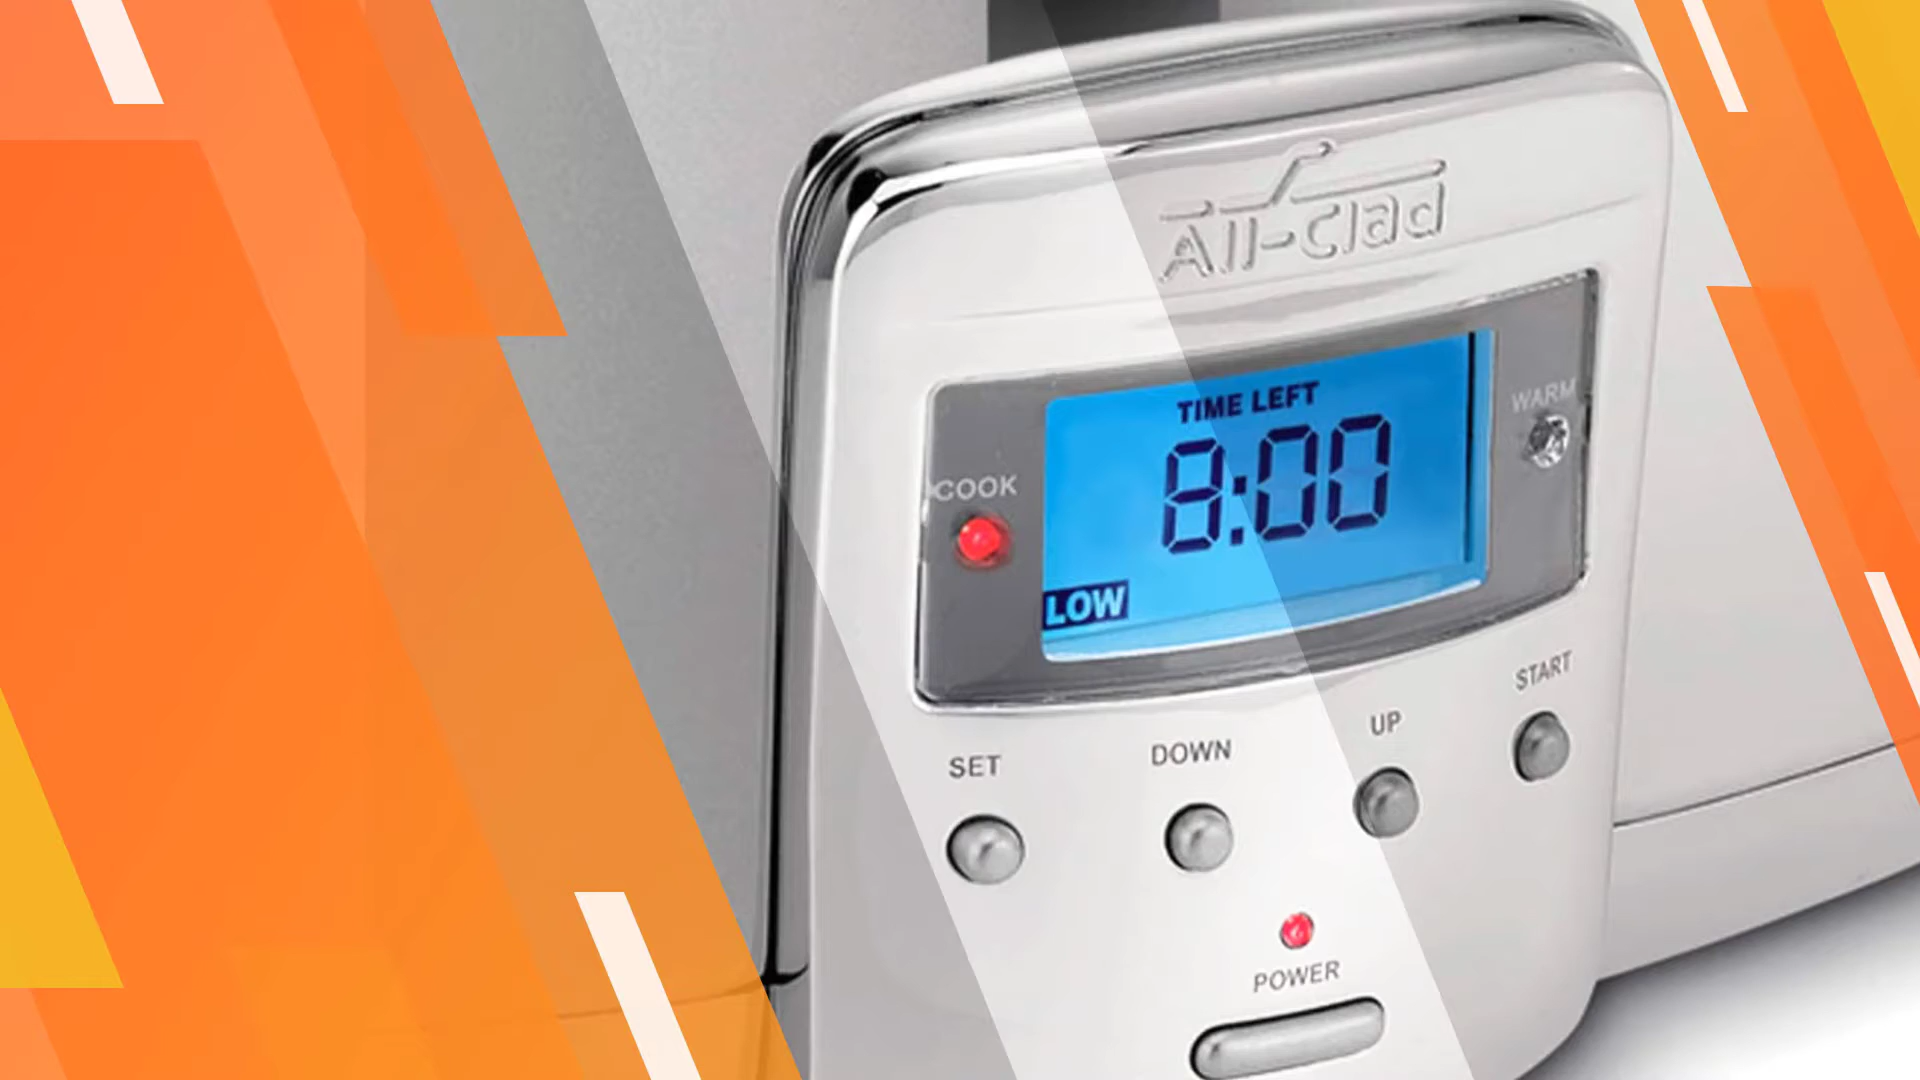 All-Clad
TIME LEFT
8:00
LOW
COOK
WARM
SET
DOWN
UP
START
POWER